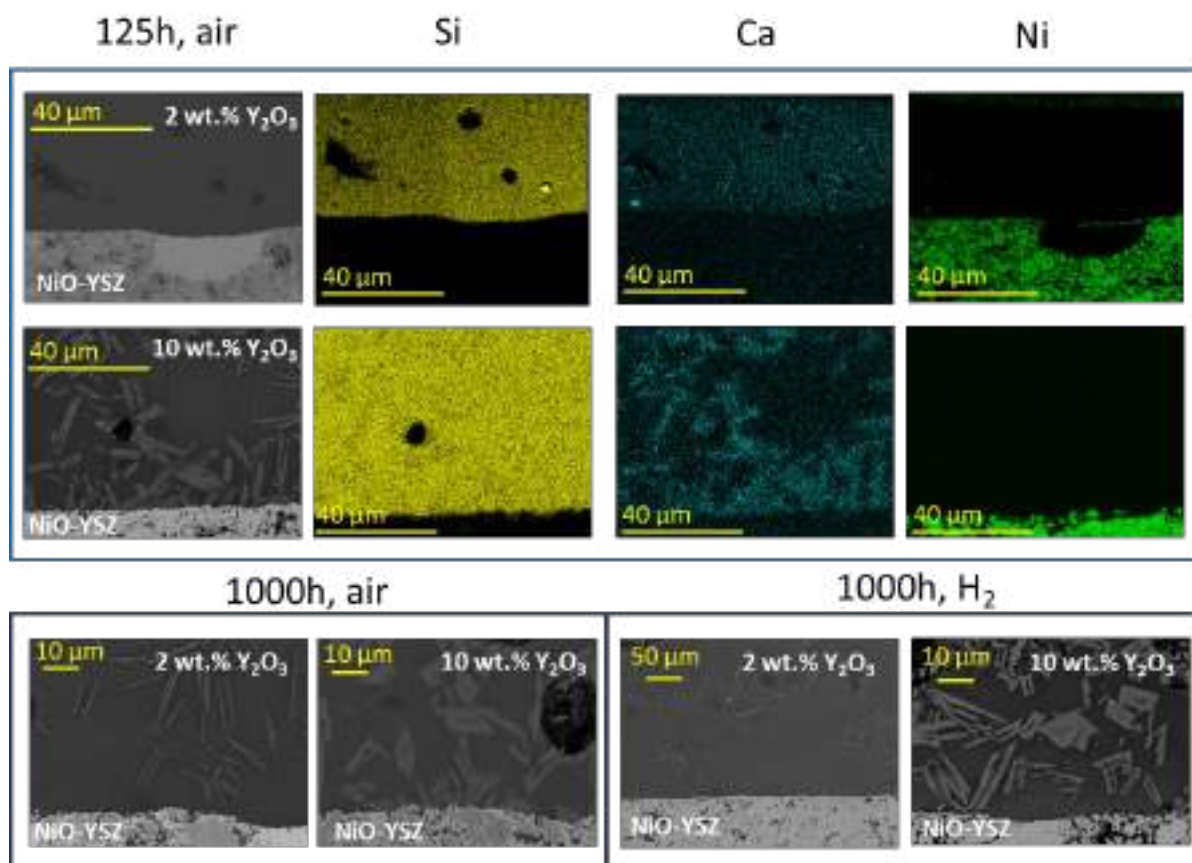 125h, air Si Ca Ni
40 µm 2 wt.% Y₂O₃
NiO-YSZ 40 µm 40 µm 40 µm
40 µm 10 wt.% Y₂O₃
NiO-YSZ 40 µm 40 µm 40 µm
1000h, air 1000h, H₂
10 µm 2 wt.% Y₂O₃ 10 µm 10 wt.% Y₂O₃ 50 µm 2 wt.% Y₂O₃ 10 µm 10 wt.% Y₂O₃
NiO-YSZ NiO-YSZ NiO-YSZ NiO-YSZ